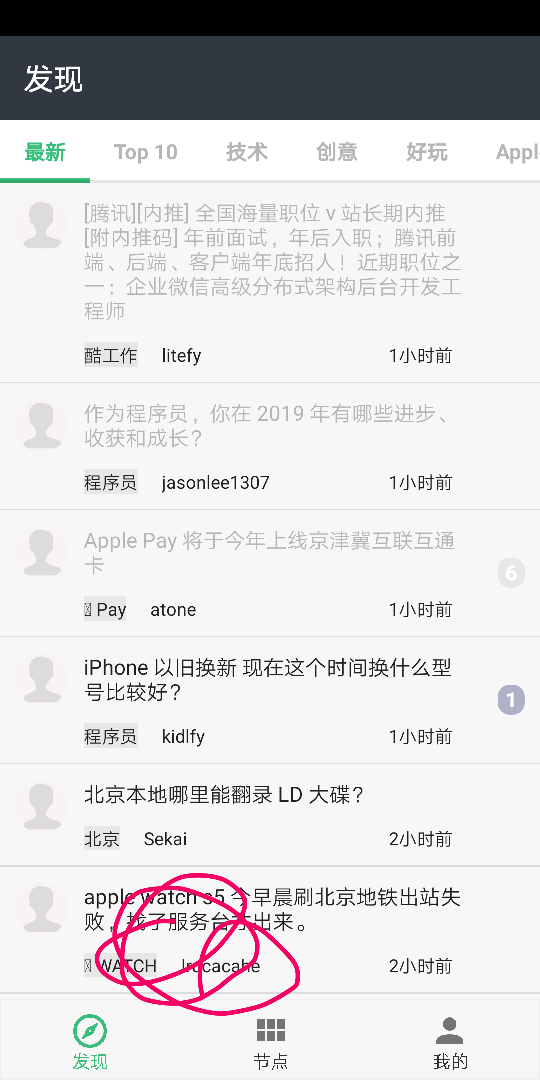 发现
最新 Top 10 技术 创意 好玩 Appl
[腾讯][内推] 全国海量职位 v 站长期内推
[附内推码] 年前面试，年后入职；腾讯前
端、后端、客户端年底招人！近期职位之
一：企业微信高级分布式架构后台开发工
程师
酷工作 litefy 1小时前
作为程序员，你在 2019 年有哪些进步、
收获和成长？
程序员 jasonlee1307 1小时前
Apple Pay 将于今年上线京津冀互联互通
卡
6
Pay atone 1小时前
iPhone 以旧换新 现在这个时间换什么型
号比较好？
1
程序员 kidlfy 1小时前
北京本地哪里能翻录 LD 大碟？
北京 Sekai 2小时前
apple watch s5 今早晨刷北京地铁出站失
败，找了服务台才出来。
WATCH 2小时前
发现 节点 我的